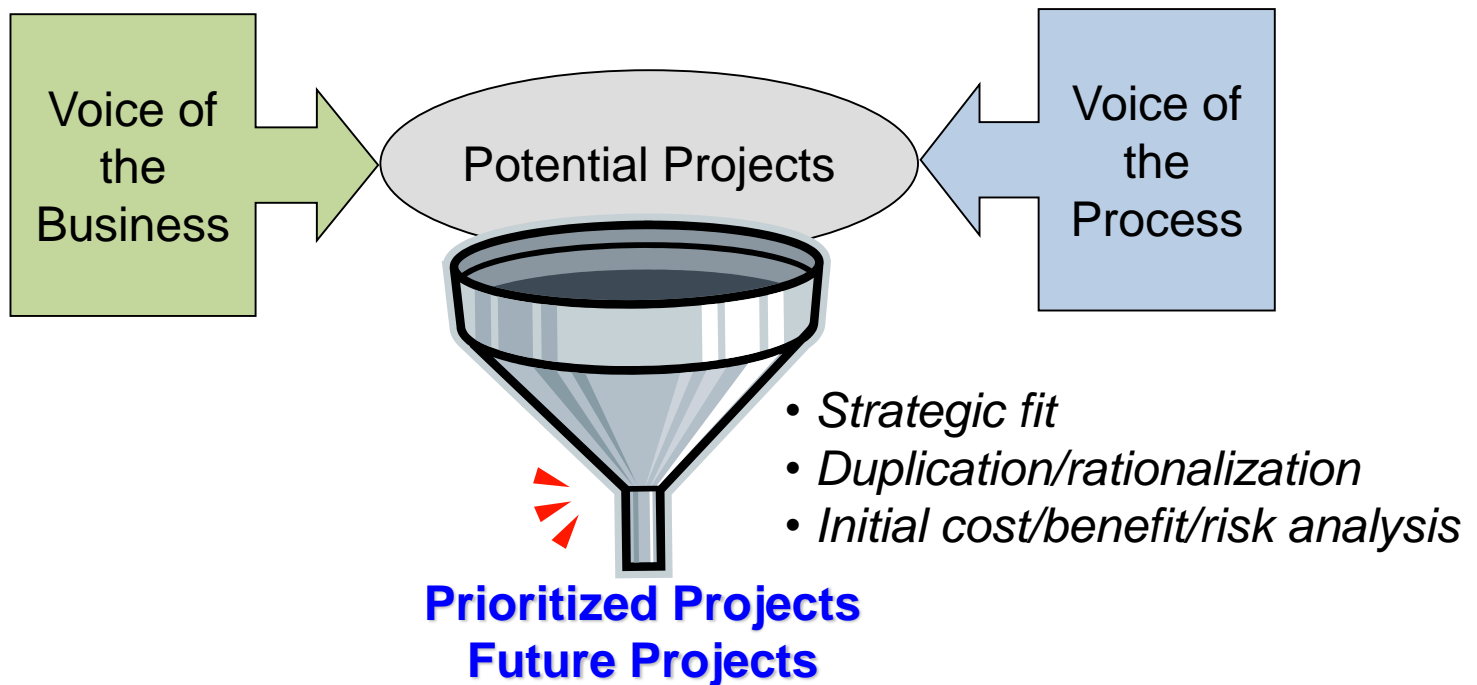 Voice of
the
Business
Potential Projects
Voice of
the
Process
• Strategic fit
• Duplication/rationalization
• Initial cost/benefit/risk analysis
Prioritized Projects
Future Projects